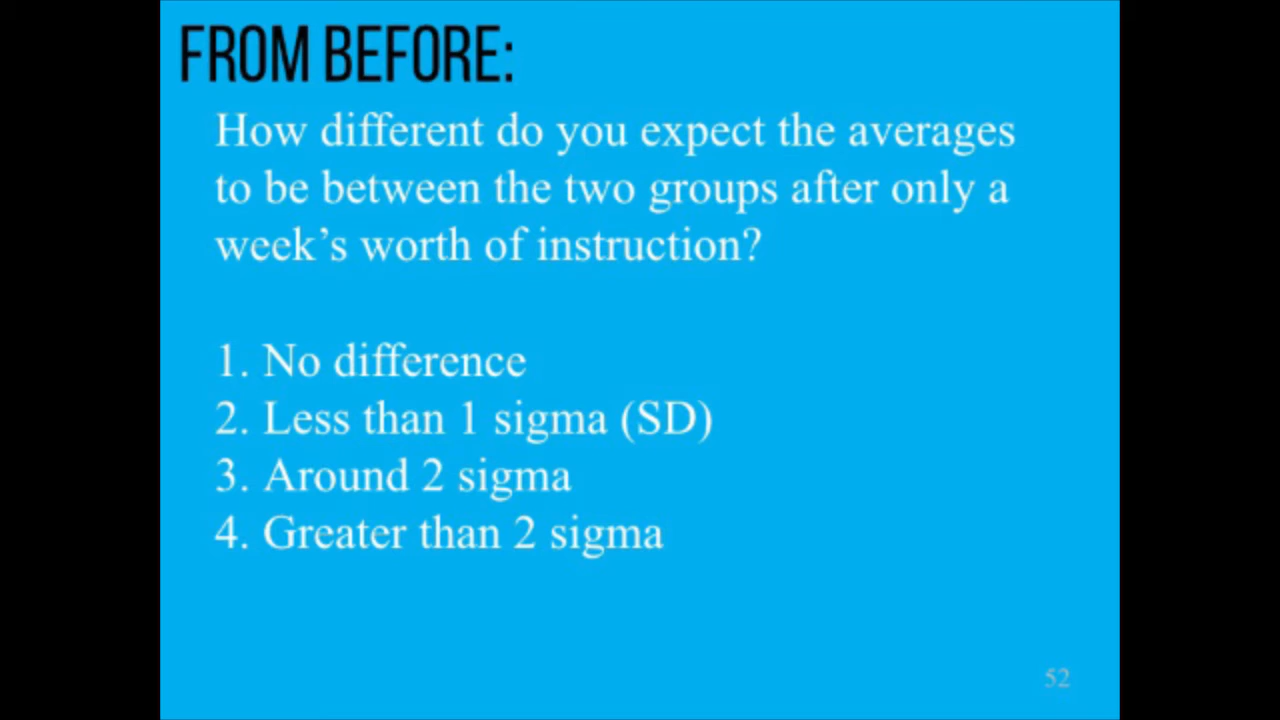 FROM BEFORE:
How different do you expect the averages
to be between the two groups after only a
week’s worth of instruction?
1. No difference
2. Less than 1 sigma (SD)
3. Around 2 sigma
4. Greater than 2 sigma
52